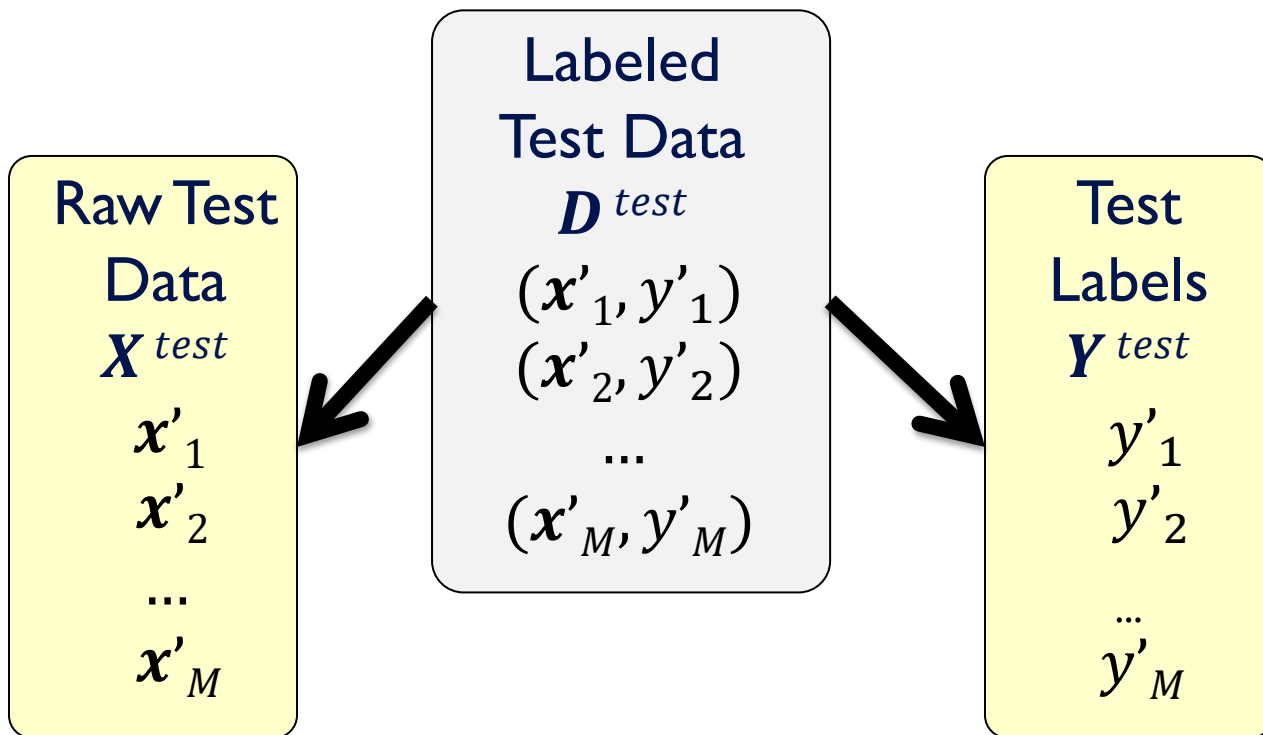 Raw Test
Data
X test
x’1
x’2
...
x’M
Labeled
Test Data
D test
(x’1, y’1)
(x’2, y’2)
...
(x’M, y’M)
Test
Labels
Y test
y’1
y’2
...
y’M